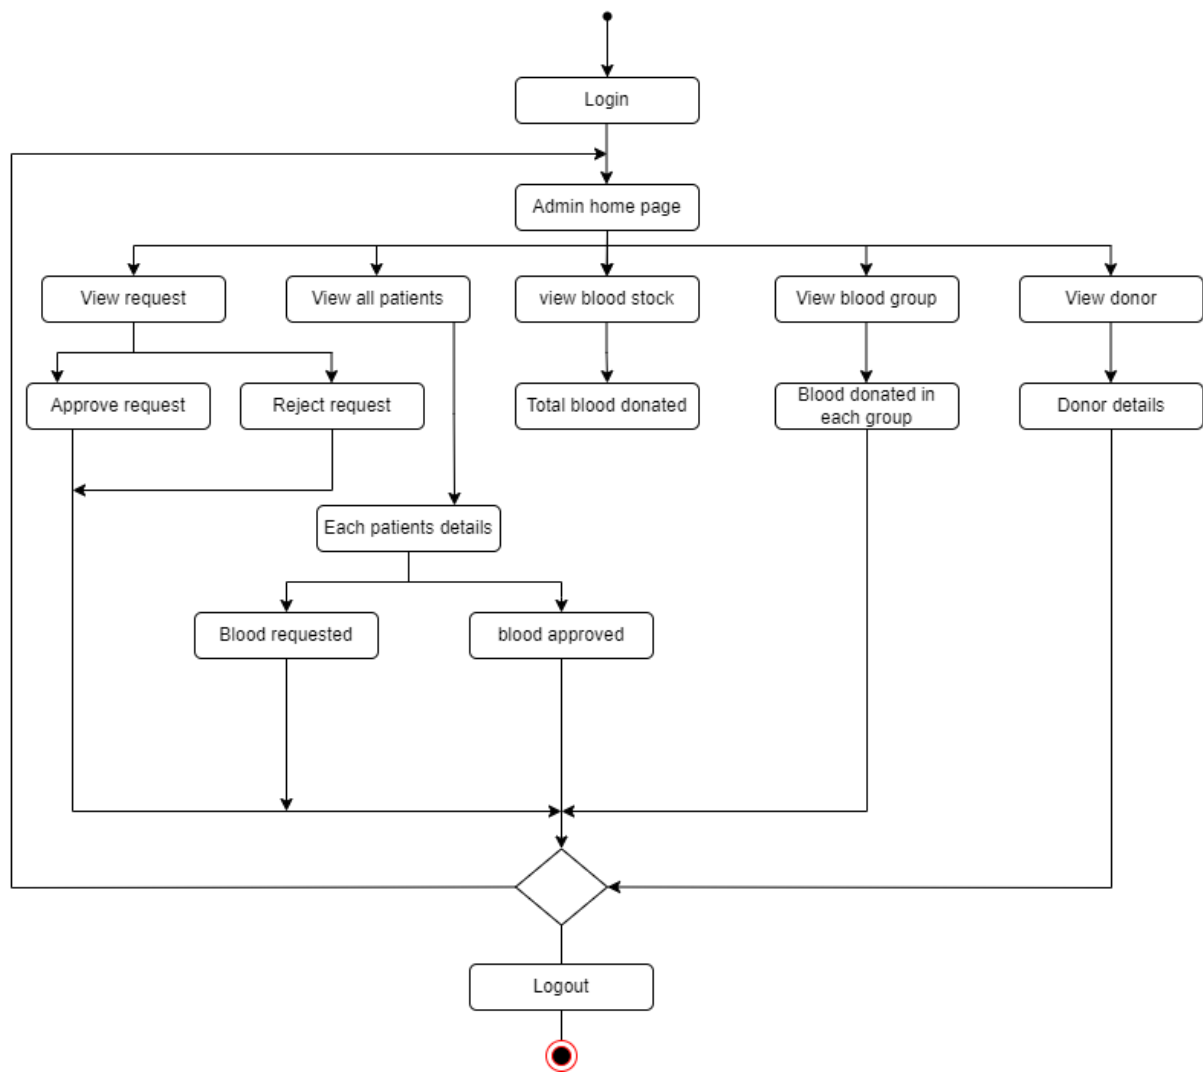 Login
Admin home page
View request
View all patients
view blood stock
View blood group
View donor
Approve request
Reject request
Total blood donated
Blood donated in
each group
Donor details
Each patients details
Blood requested
blood approved
Logout